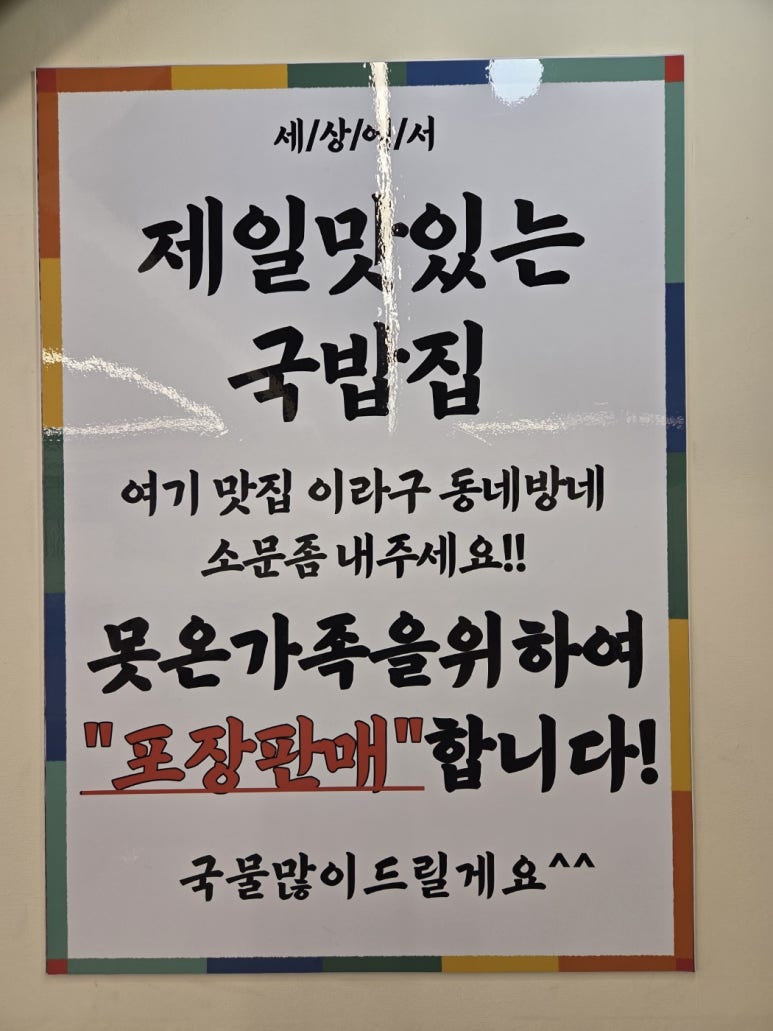 세/상/에/서
제일맛있는
국밥집
여기 맛집 이라구 동네방네
소문좀 내주세요!!
못온가족을위하여
"포장판매"합니다!
국물많이드릴게요^^